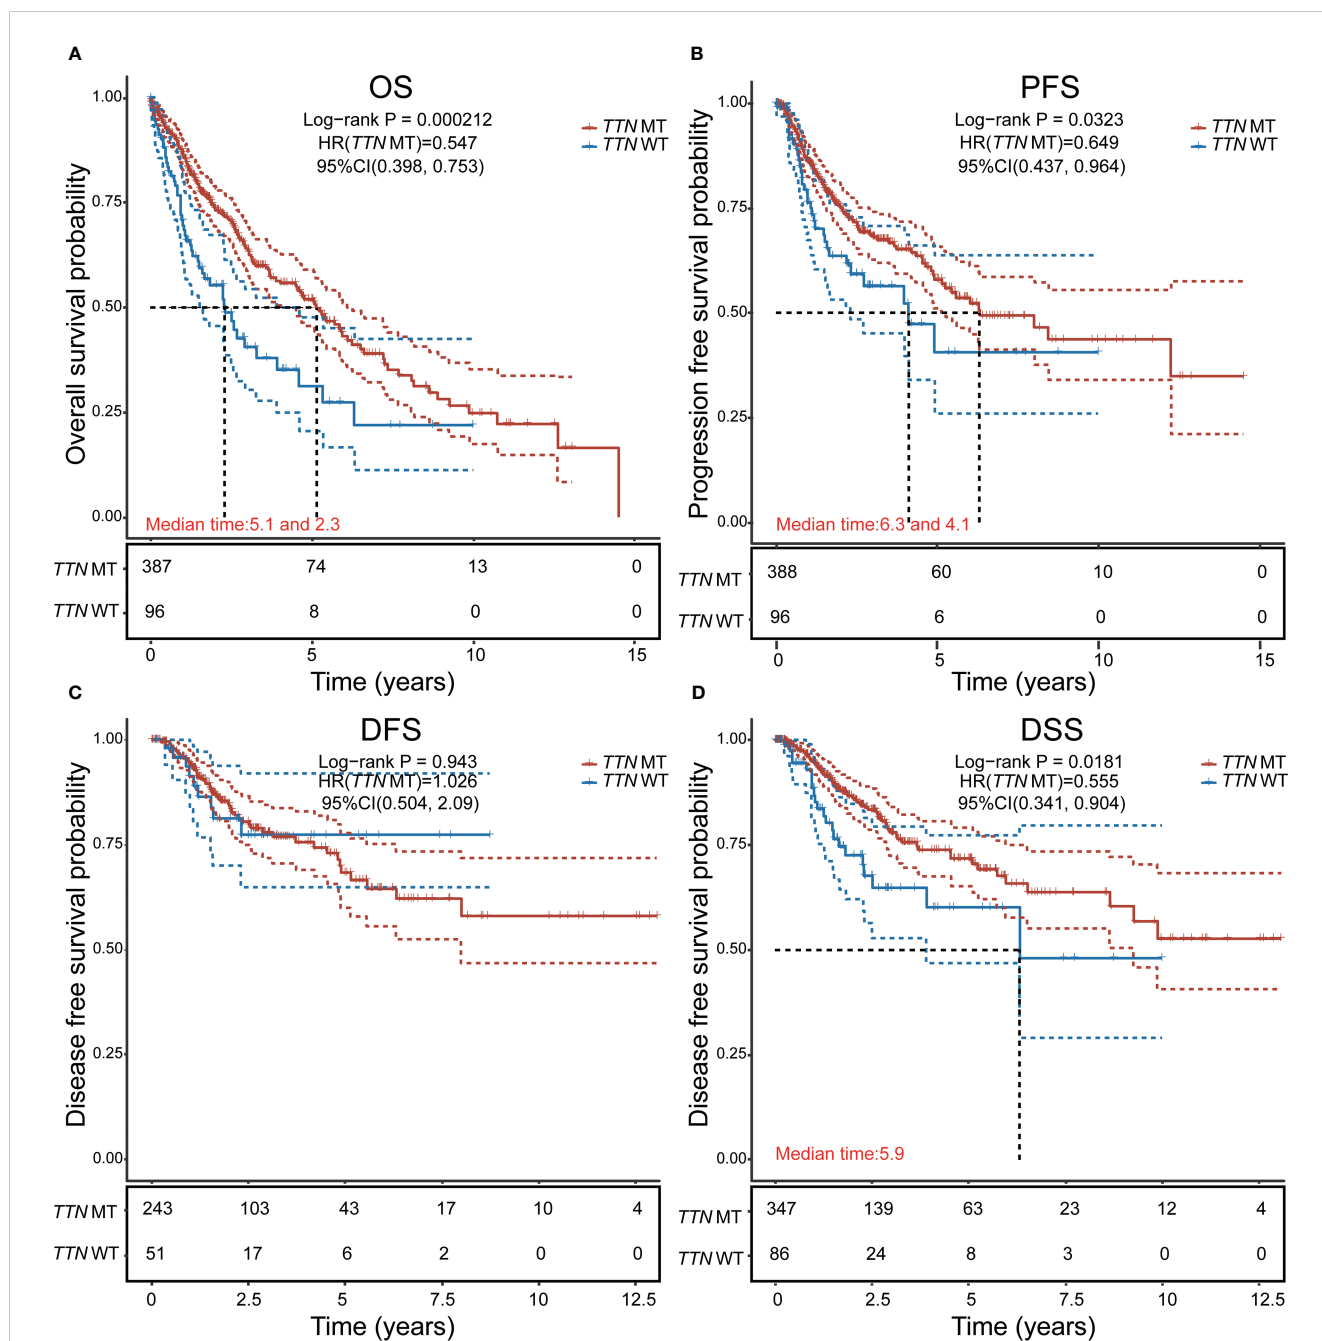 A
OS
Log-rank P = 0.000212
HR(TTN MT)=0.547
95%CI(0.398, 0.753)
TTN MT
TTN WT
Overall survival probability
1.00
0.75
0.50
0.25
0.00
Median time:5.1 and 2.3
TTN MT 387 74 13 0
TTN WT 96 8 0 0
0 5 10 15
Time (years)
B
PFS
Log-rank P = 0.0323
HR(TTN MT)=0.649
95%CI(0.437, 0.964)
TTN MT
TTN WT
Progression free survival probability
1.00
0.75
0.50
0.25
0.00
Median time:6.3 and 4.1
TTN MT 388 60 10 0
TTN WT 96 6 0 0
0 5 10 15
Time (years)
C
DFS
Log-rank P = 0.943
HR(TTN MT)=1.026
95%CI(0.504, 2.09)
TTN MT
TTN WT
Disease free survival probability
1.00
0.75
0.50
0.25
0.00
TTN MT 243 103 43 17 10 4
TTN WT 51 17 6 2 0 0
0 2.5 5 7.5 10 12.5
Time (years)
D
DSS
Log-rank P = 0.0181
HR(TTN MT)=0.555
95%CI(0.341, 0.904)
TTN MT
TTN WT
Disease free survival probability
1.00
0.75
0.50
0.25
0.00
Median time:5.9
TTN MT 347 139 63 23 12 4
TTN WT 86 24 8 3 0 0
0 2.5 5 7.5 10 12.5
Time (years)